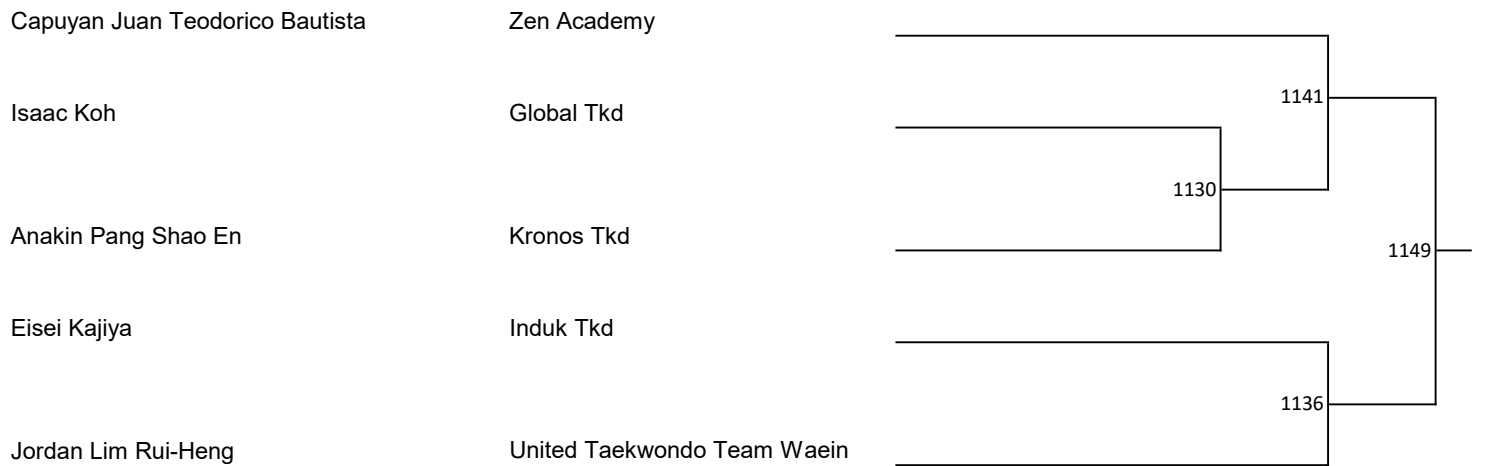 Capuyan Juan Teodorico Bautista Zen Academy
1141
Isaac Koh Global Tkd
1130
Anakin Pang Shao En Kronos Tkd
1149
Eisei Kajiya Induk Tkd
1136
Jordan Lim Rui-Heng United Taekwondo Team Waein